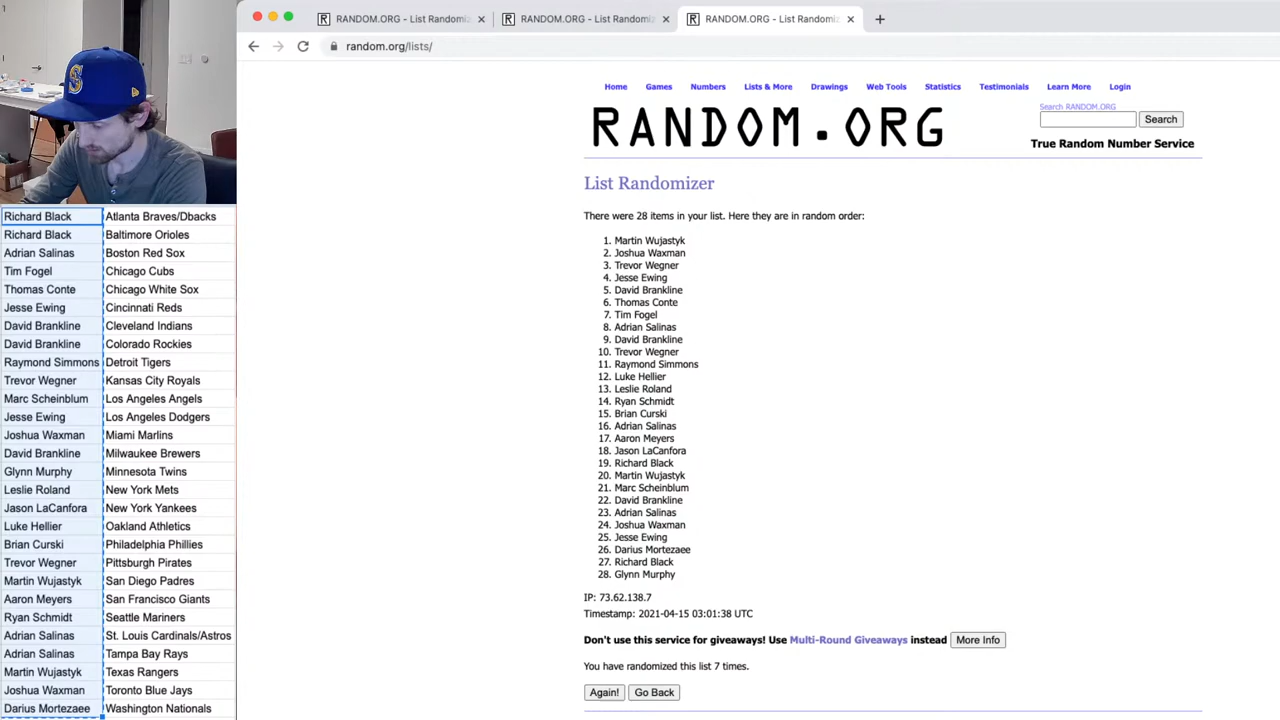 RANDOM.ORG - List Randomiz
RANDOM.ORG - List Randomiz
RANDOM.ORG - List Randomiz
random.org/lists/
Home Games Numbers Lists & More Drawings Web Tools Statistics Testimonials Learn More Login
RANDOM.ORG
Search RANDOM.ORG
Search
True Random Number Service
List Randomizer
There were 28 items in your list. Here they are in random order:
1. Martin Wujastyk
2. Joshua Waxman
3. Trevor Wegner
4. Jesse Ewing
5. David Brankline
6. Thomas Conte
7. Tim Fogel
8. Adrian Salinas
9. David Brankline
10. Trevor Wegner
11. Raymond Simmons
12. Luke Hellier
13. Leslie Roland
14. Ryan Schmidt
15. Brian Curski
16. Adrian Salinas
17. Aaron Meyers
18. Jason LaCanfora
19. Richard Black
20. Martin Wujastyk
21. Marc Scheinblum
22. David Brankline
23. Adrian Salinas
24. Joshua Waxman
25. Jesse Ewing
26. Darius Mortezaee
27. Richard Black
28. Glynn Murphy
IP: 73.62.138.7
Timestamp: 2021-04-15 03:01:38 UTC
Don't use this service for giveaways! Use Multi-Round Giveaways instead More Info
You have randomized this list 7 times.
Again! Go Back
S
Richard Black Atlanta Braves/Dbacks
Richard Black Baltimore Orioles
Adrian Salinas Boston Red Sox
Tim Fogel Chicago Cubs
Thomas Conte Chicago White Sox
Jesse Ewing Cincinnati Reds
David Brankline Cleveland Indians
David Brankline Colorado Rockies
Raymond Simmons Detroit Tigers
Trevor Wegner Kansas City Royals
Marc Scheinblum Los Angeles Angels
Jesse Ewing Los Angeles Dodgers
Joshua Waxman Miami Marlins
David Brankline Milwaukee Brewers
Glynn Murphy Minnesota Twins
Leslie Roland New York Mets
Jason LaCanfora New York Yankees
Luke Hellier Oakland Athletics
Brian Curski Philadelphia Phillies
Trevor Wegner Pittsburgh Pirates
Martin Wujastyk San Diego Padres
Aaron Meyers San Francisco Giants
Ryan Schmidt Seattle Mariners
Adrian Salinas St. Louis Cardinals/Astros
Adrian Salinas Tampa Bay Rays
Martin Wujastyk Texas Rangers
Joshua Waxman Toronto Blue Jays
Darius Mortezaee Washington Nationals